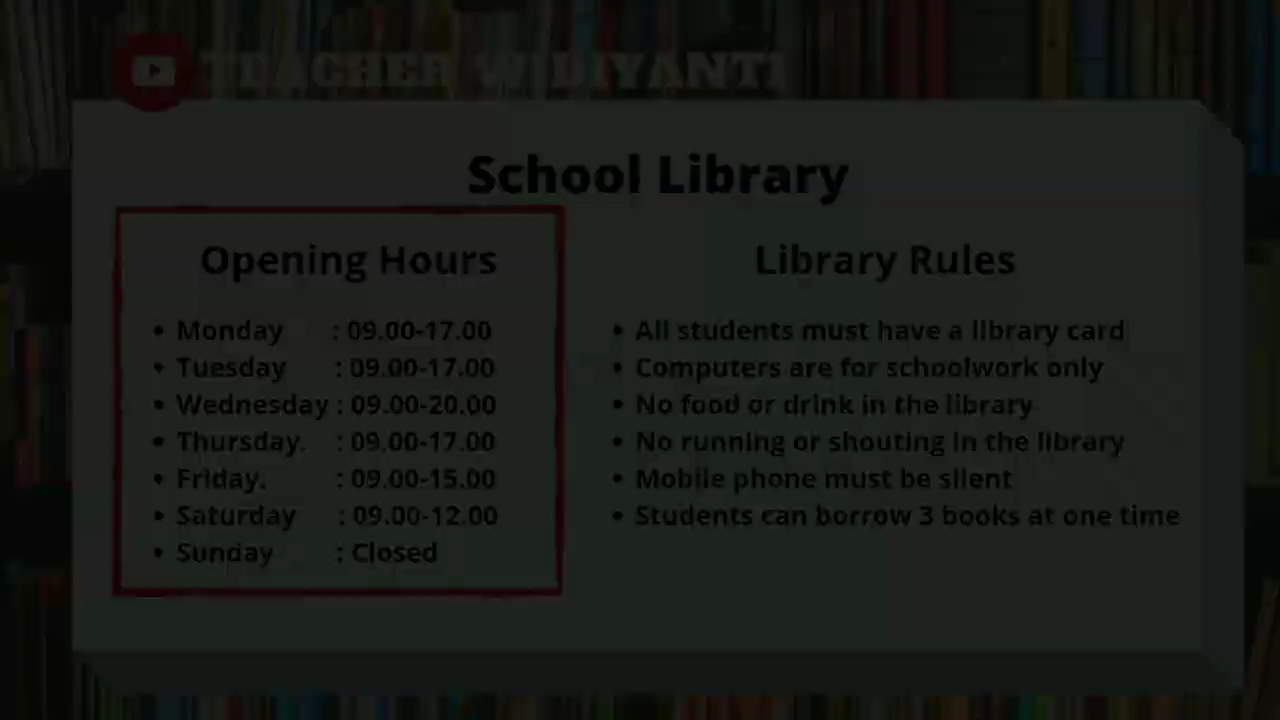 TEACHER WIDIYANTI
School Library
Opening Hours
• Monday : 09.00-17.00
• Tuesday : 09.00-17.00
• Wednesday : 09.00-20.00
• Thursday. : 09.00-17.00
• Friday. : 09.00-15.00
• Saturday : 09.00-12.00
• Sunday : Closed
Library Rules
• All students must have a library card
• Computers are for schoolwork only
• No food or drink in the library
• No running or shouting in the library
• Mobile phone must be silent
• Students can borrow 3 books at one time